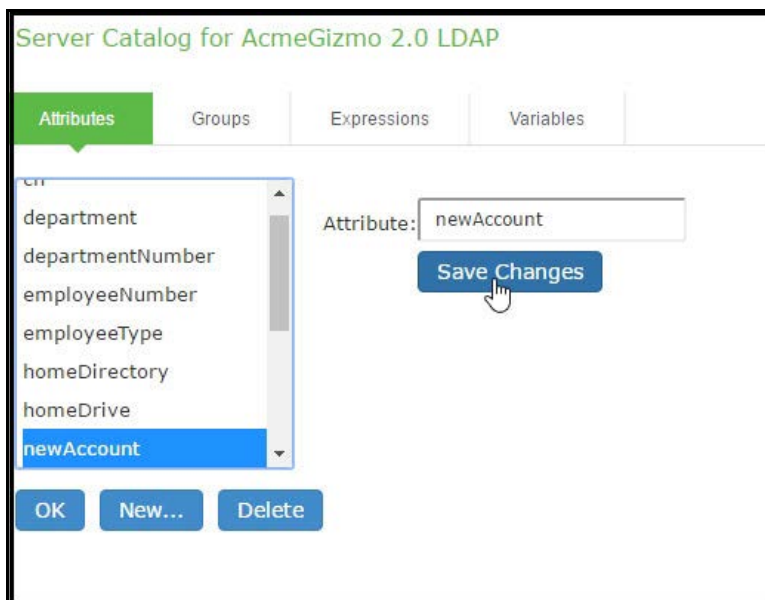 Server Catalog for AcmeGizmo 2.0 LDAP
Attributes Groups Expressions Variables
cn
department
departmentNumber
employeeNumber
employeeType
homeDirectory
homeDrive
newAccount
Attribute: newAccount
Save Changes
OK New... Delete